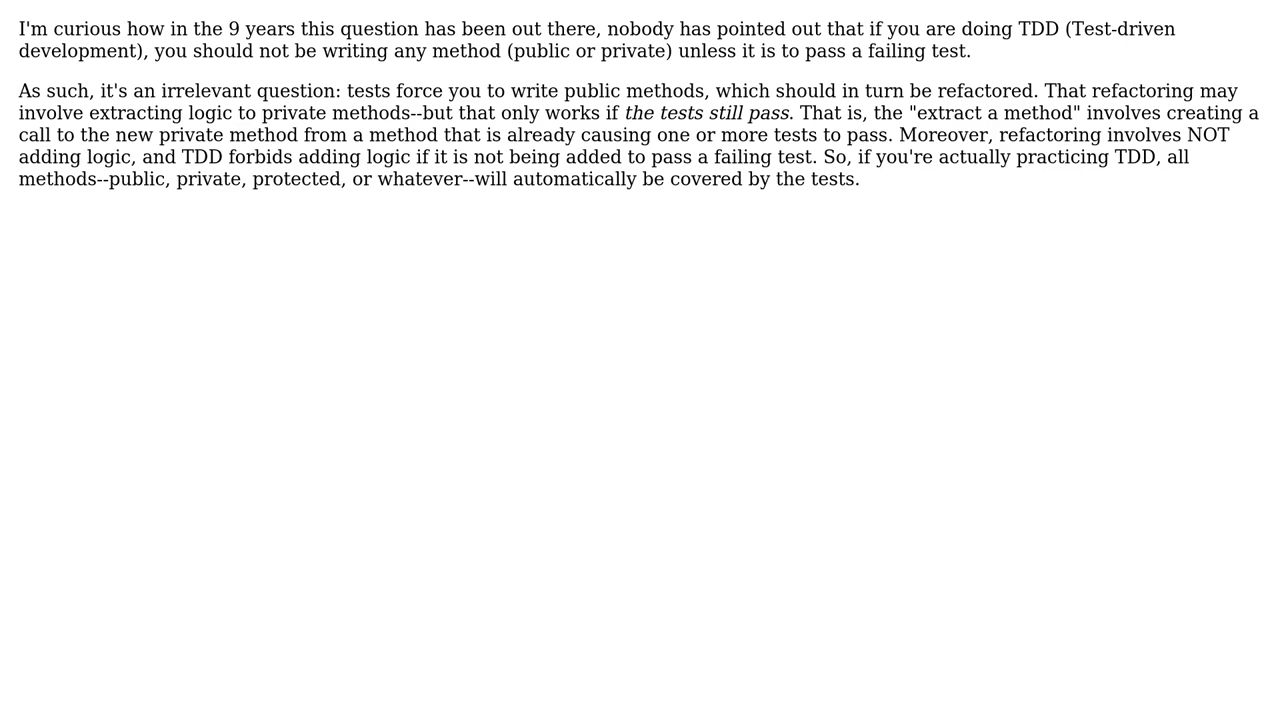 I'm curious how in the 9 years this question has been out there, nobody has pointed out that if you are doing TDD (Test-driven
development), you should not be writing any method (public or private) unless it is to pass a failing test.
As such, it's an irrelevant question: tests force you to write public methods, which should in turn be refactored. That refactoring may
involve extracting logic to private methods--but that only works if the tests still pass. That is, the "extract a method" involves creating a
call to the new private method from a method that is already causing one or more tests to pass. Moreover, refactoring involves NOT
adding logic, and TDD forbids adding logic if it is not being added to pass a failing test. So, if you're actually practicing TDD, all
methods--public, private, protected, or whatever--will automatically be covered by the tests.